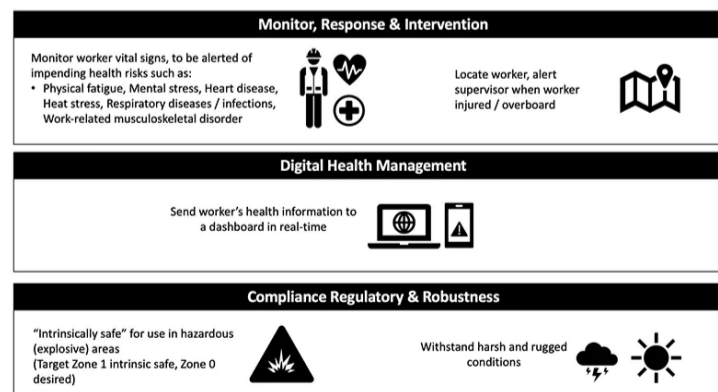 Monitor, Response & Intervention
Monitor worker vital signs, to be alerted of
impending health risks such as:
• Physical fatigue, Mental stress, Heart disease,
Heat stress, Respiratory diseases / infections,
Work-related musculoskeletal disorder
Locate worker, alert
supervisor when worker
injured / overboard
Digital Health Management
Send worker's health information to
a dashboard in real-time
Compliance Regulatory & Robustness
"Intrinsically safe" for use in hazardous
(explosive) areas
(Target Zone 1 intrinsic safe, Zone 0
desired)
Withstand harsh and rugged
conditions